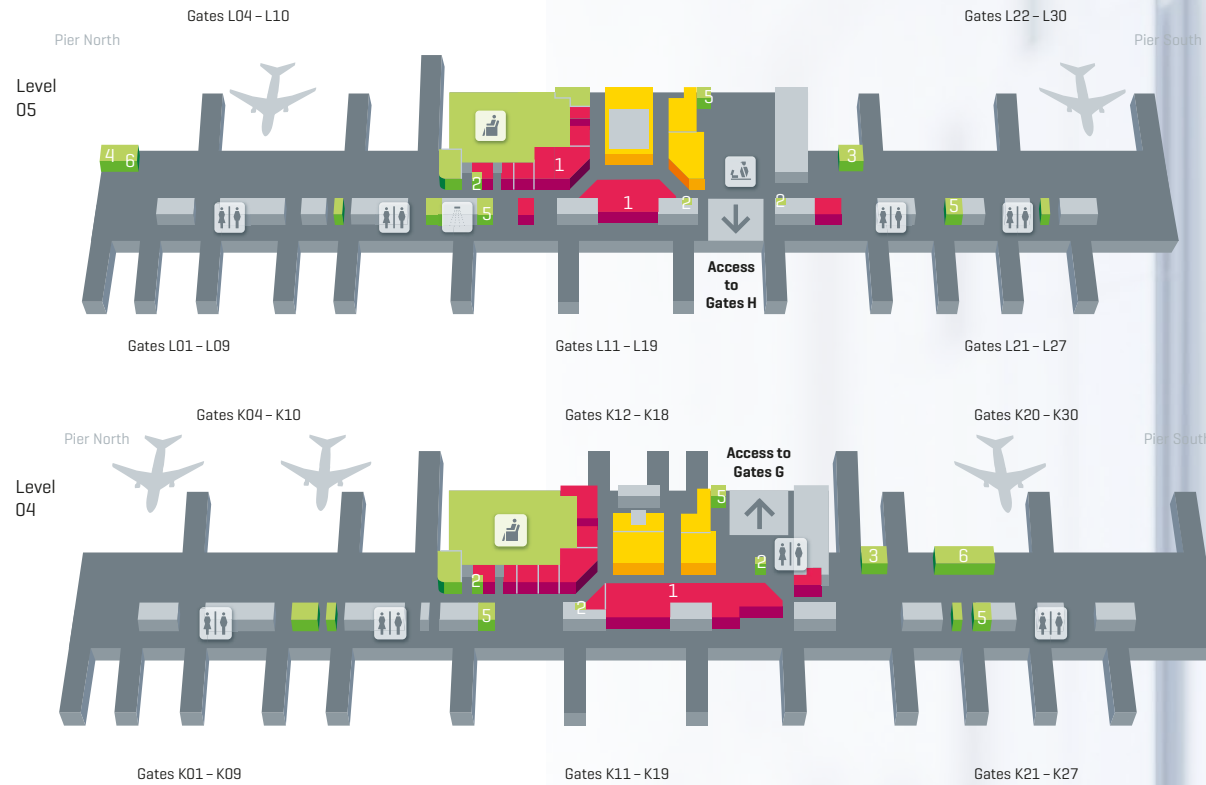 Gates L04 – L10
Gates L22 – L30
Pier North
Pier South
Level
05
4 6
5
3
1
2
5
1
2
2
5
Access
to
Gates H
Gates L01 – L09
Gates L11 – L19
Gates L21 – L27
Gates K04 – K10
Gates K12 – K18
Gates K20 – K30
Pier North
Pier South
Access to
Gates G
Level
04
5
2
2
3
6
1
5
2
5
Gates K01 – K09
Gates K11 – K19
Gates K21 – K27